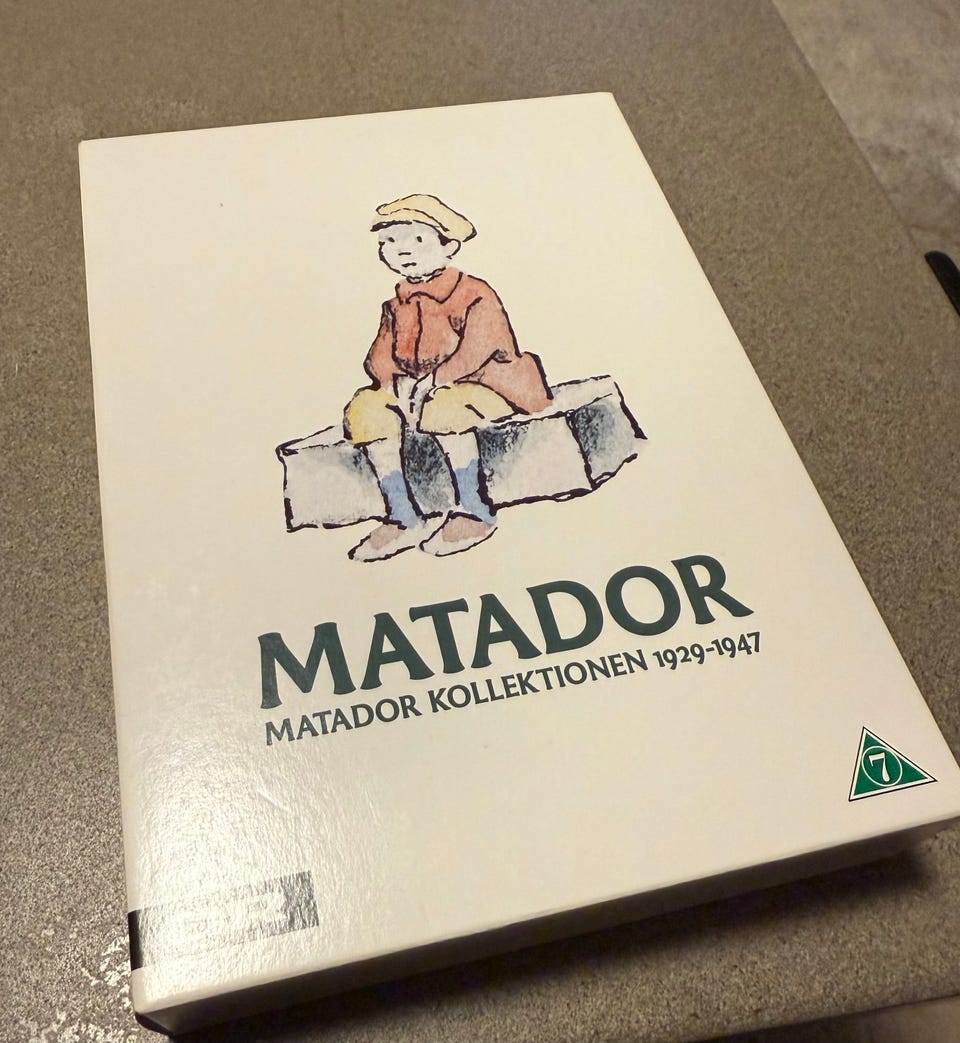 MATADOR
MATADOR KOLLEKTIONEN 1929-1947
7